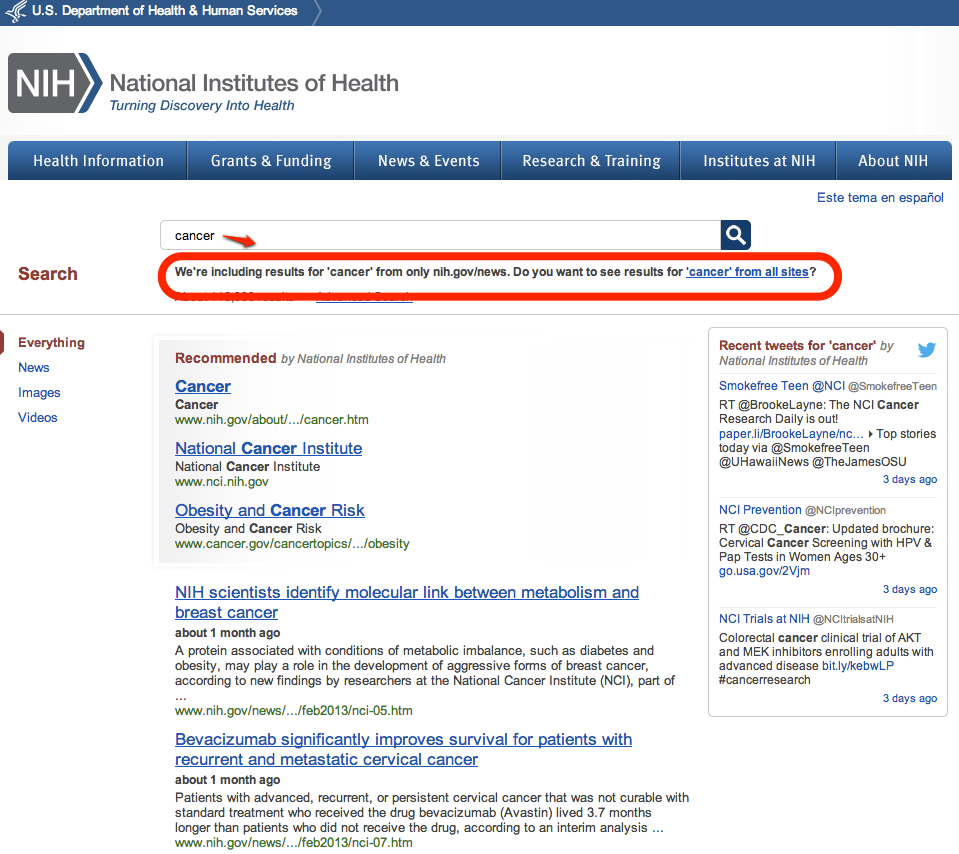 U.S. Department of Health & Human Services
NIH National Institutes of Health
Turning Discovery Into Health
Health Information Grants & Funding News & Events Research & Training Institutes at NIH About NIH
Este tema en español
cancer
Search
We're including results for 'cancer' from only nih.gov/news. Do you want to see results for 'cancer' from all sites?
Advanced Search
Everything
News
Images
Videos
Recommended by National Institutes of Health
Cancer
Cancer
www.nih.gov/about/.../cancer.htm
National Cancer Institute
National Cancer Institute
www.nci.nih.gov
Obesity and Cancer Risk
Obesity and Cancer Risk
www.cancer.gov/cancertopics/.../obesity
NIH scientists identify molecular link between metabolism and
breast cancer
about 1 month ago
A protein associated with conditions of metabolic imbalance, such as diabetes and
obesity, may play a role in the development of aggressive forms of breast cancer,
according to new findings by researchers at the National Cancer Institute (NCI), part of
...
www.nih.gov/news/.../feb2013/nci-05.htm
Bevacizumab significantly improves survival for patients with
recurrent and metastatic cervical cancer
about 1 month ago
Patients with advanced, recurrent, or persistent cervical cancer that was not curable with
standard treatment who received the drug bevacizumab (Avastin) lived 3.7 months
longer than patients who did not receive the drug, according to an interim analysis ...
www.nih.gov/news/.../feb2013/nci-07.htm
Recent tweets for 'cancer' by
National Institutes of Health
Smokefree Teen @NCI @SmokefreeTeen
RT @BrookeLayne: The NCI Cancer
Research Daily is out!
paper.li/BrookeLayne/nc... ▸ Top stories
today via @SmokefreeTeen
@UHawaiiNews @TheJamesOSU
3 days ago
NCI Prevention @NCIprevention
RT @CDC_Cancer: Updated brochure:
Cervical Cancer Screening with HPV &
Pap Tests in Women Ages 30+
go.usa.gov/2Vjm
3 days ago
NCI Trials at NIH @NCItrialsatNIH
Colorectal cancer clinical trial of AKT
and MEK inhibitors enrolling adults with
advanced disease bit.ly/kebwLP
#cancerresearch
3 days ago